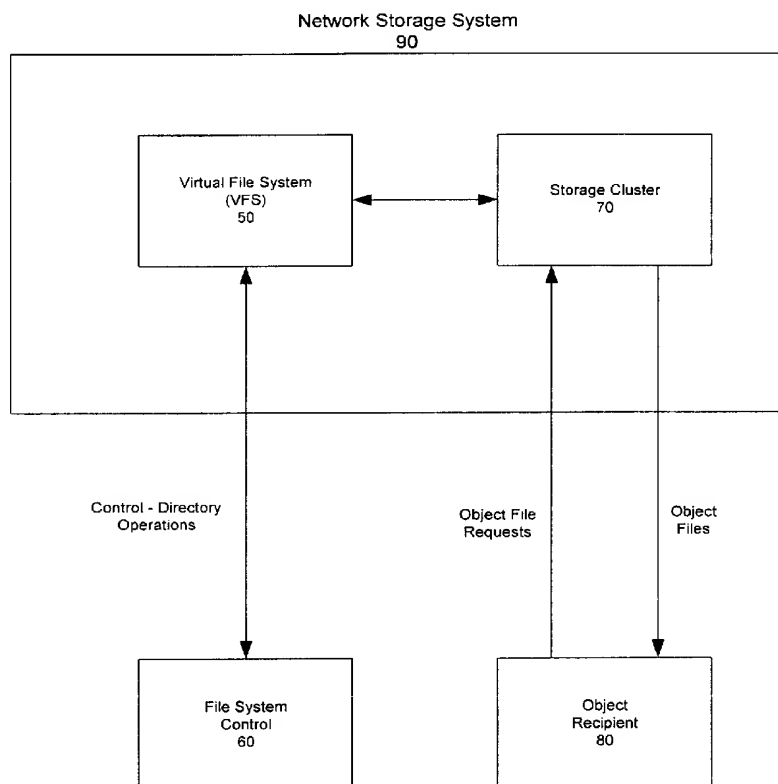 Network Storage System
90
Virtual File System
(VFS)
50
Storage Cluster
70
Control - Directory
Operations
Object File
Requests
Object
Files
File System
Control
60
Object
Recipient
80